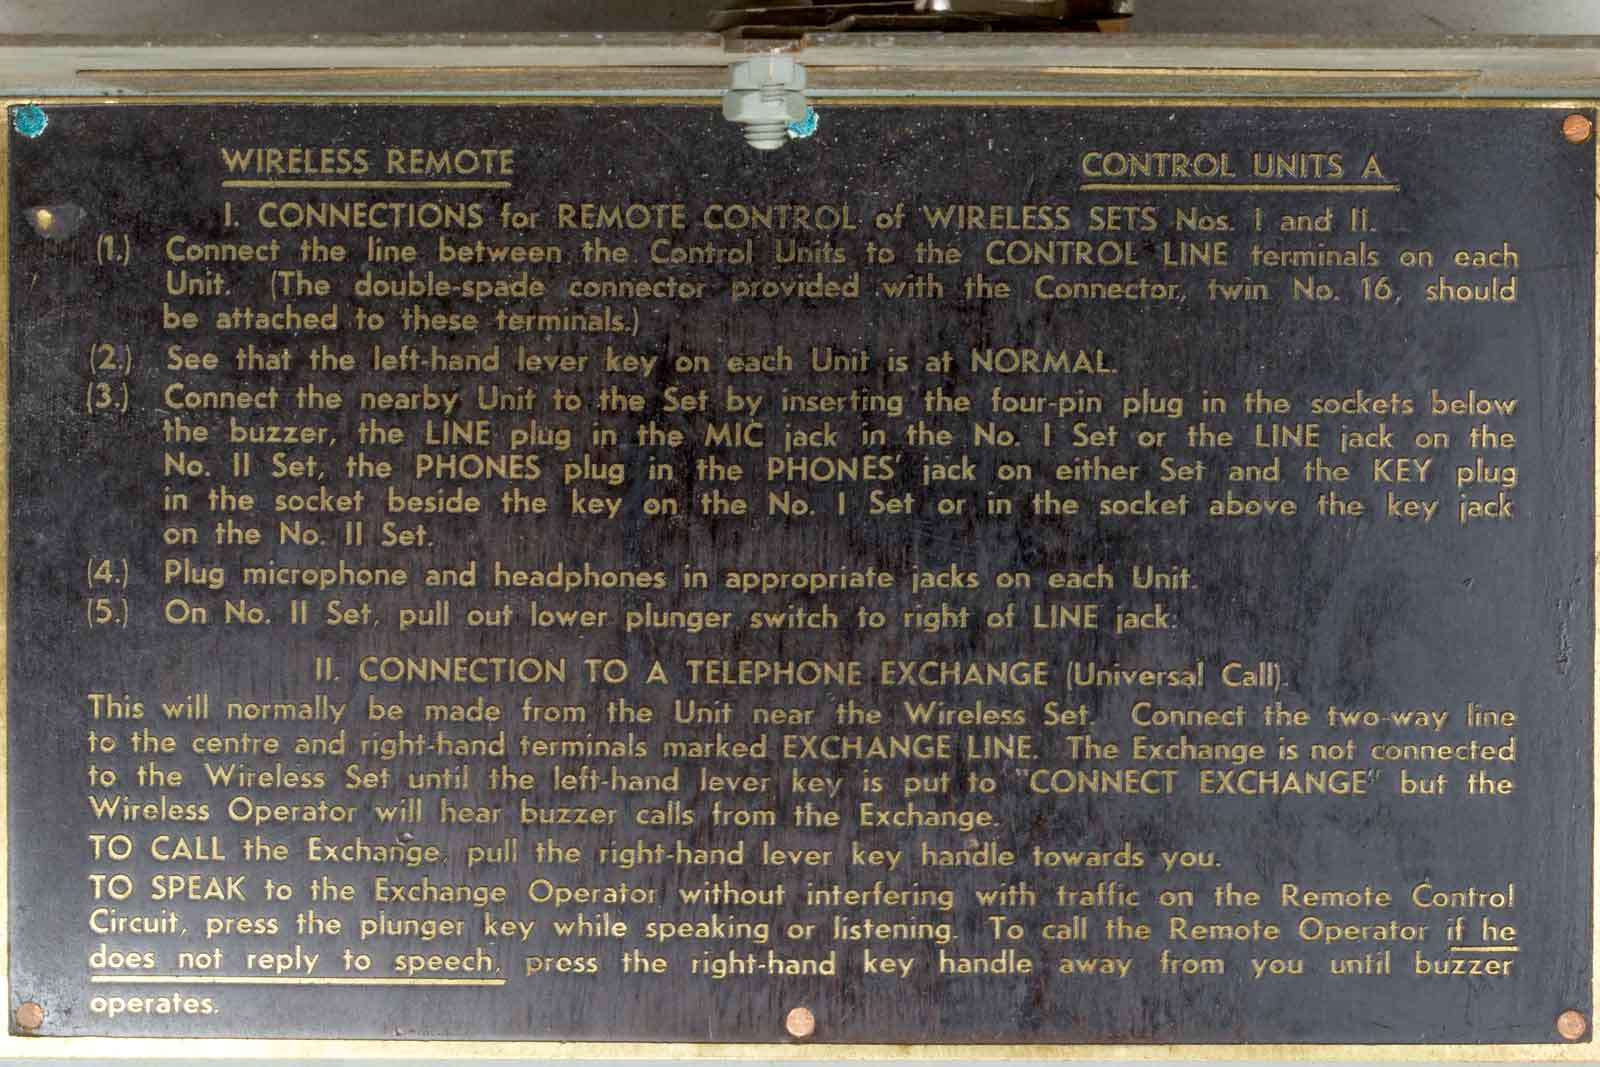 WIRELESS REMOTE CONTROL UNITS A
I. CONNECTIONS for REMOTE CONTROL of WIRELESS SETS Nos. I and II.
(1.) Connect the line between the Control Units to the CONTROL LINE terminals on each
Unit. (The double-spade connector provided with the Connector, twin No. 16, should
be attached to these terminals.)
(2.) See that the left-hand lever key on each Unit is at NORMAL.
(3.) Connect the nearby Unit to the Set by inserting the four-pin plug in the sockets below
the buzzer, the LINE plug in the MIC jack in the No. I Set or the LINE jack on the
No. II Set, the PHONES plug in the PHONES' jack on either Set and the KEY plug
in the socket beside the key on the No. I Set or in the socket above the key jack
on the No. II Set.
(4.) Plug microphone and headphones in appropriate jacks on each Unit.
(5.) On No. II Set, pull out lower plunger switch to right of LINE jack.
II. CONNECTION TO A TELEPHONE EXCHANGE (Universal Call).
This will normally be made from the Unit near the Wireless Set. Connect the two-way line
to the centre and right-hand terminals marked EXCHANGE LINE. The Exchange is not connected
to the Wireless Set until the left-hand lever key is put to "CONNECT EXCHANGE" but the
Wireless Operator will hear buzzer calls from the Exchange.
TO CALL the Exchange, pull the right-hand lever key handle towards you.
TO SPEAK to the Exchange Operator without interfering with traffic on the Remote Control
Circuit, press the plunger key while speaking or listening. To call the Remote Operator if he
does not reply to speech, press the right-hand key handle away from you until buzzer
operates.